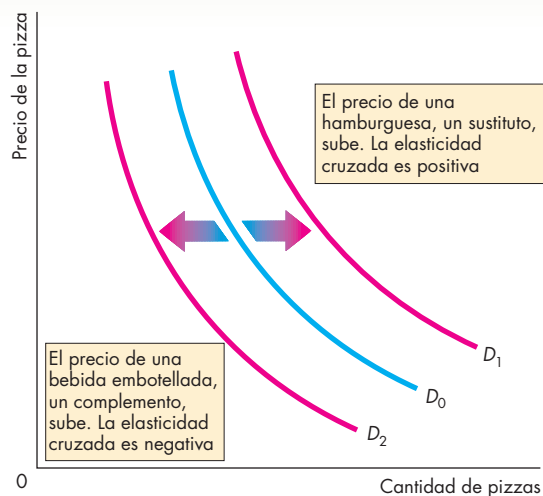 Precio de la pizza
El precio de una
hamburguesa, un sustituto,
sube. La elasticidad
cruzada es positiva
El precio de una
bebida embotellada,
un complemento,
sube. La elasticidad
cruzada es negativa
D1
D0
D2
0
Cantidad de pizzas